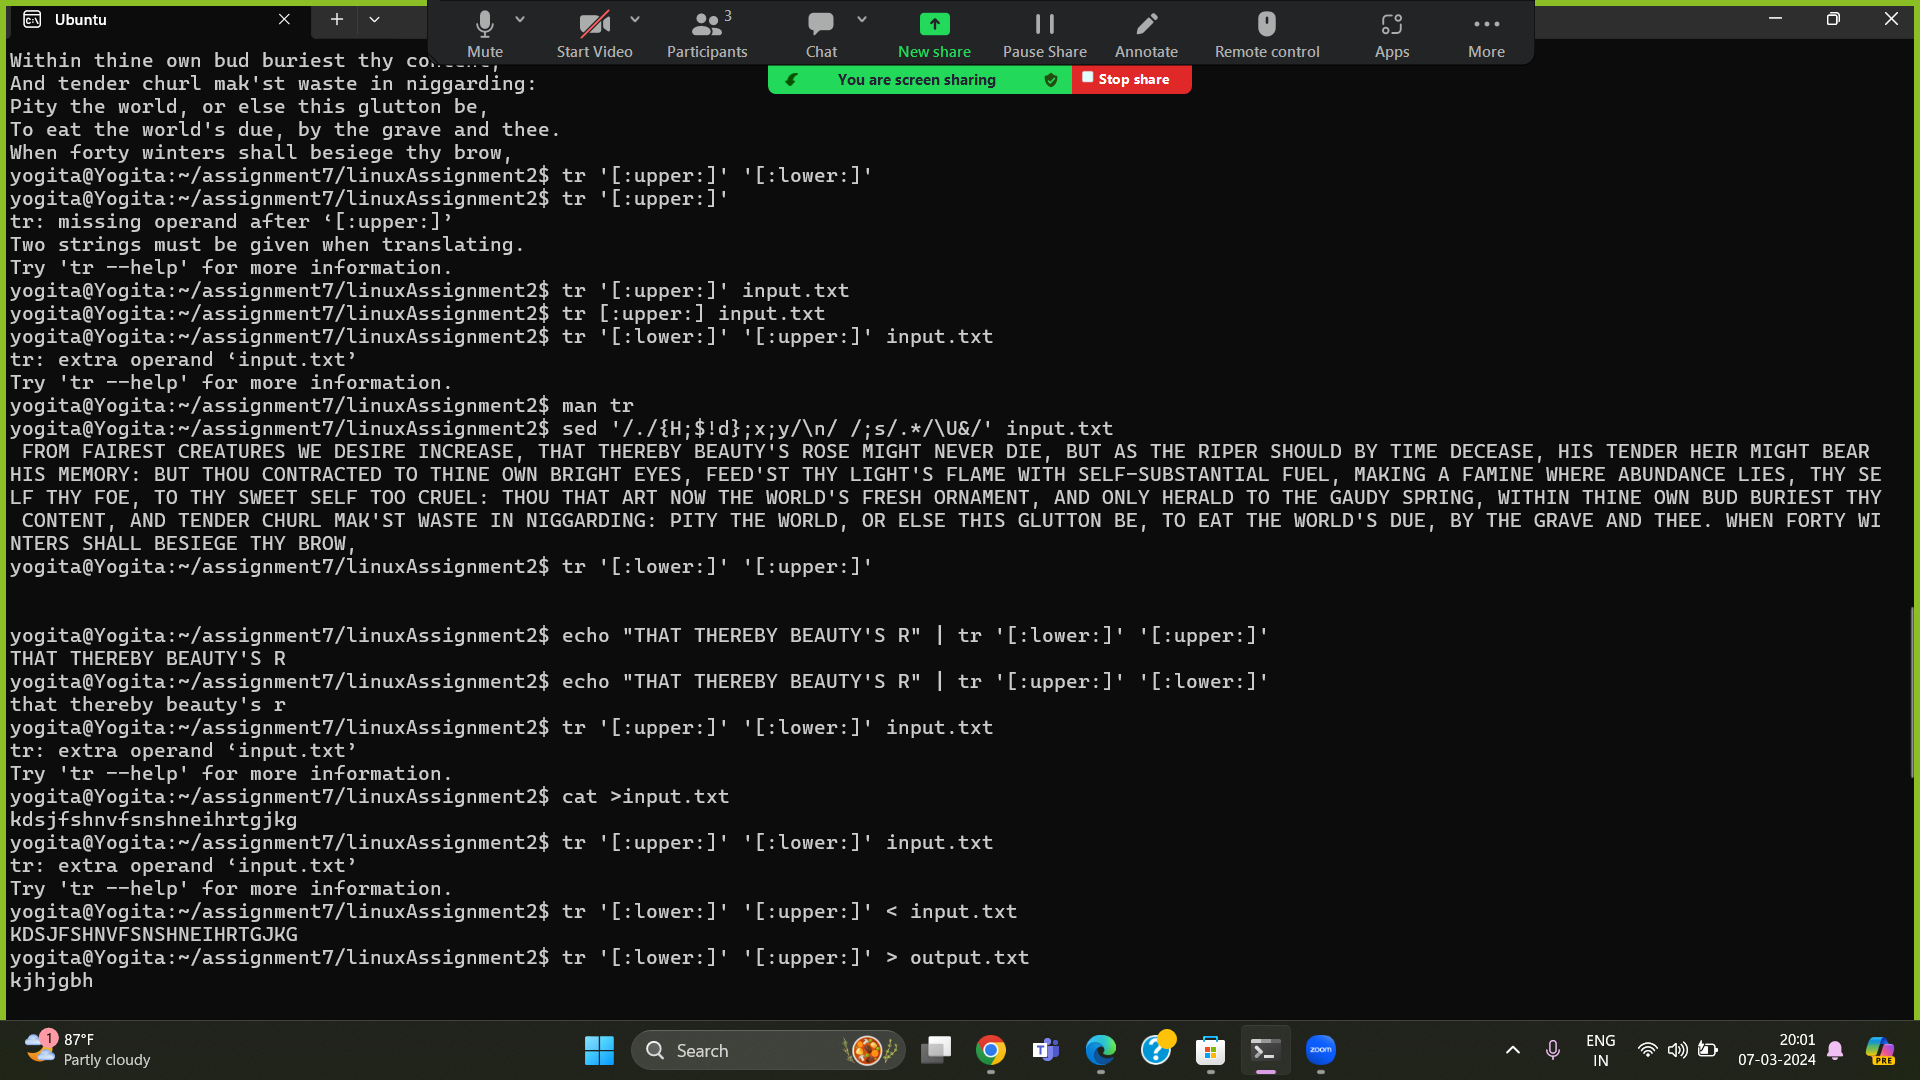 Ubuntu
3
Mute
Start Video
Participants
Chat
New share
Pause Share
Annotate
Remote control
Apps
More
You are screen sharing
Stop share
Within thine own bud buriest thy
And tender churl mak'st waste in niggarding:
Pity the world, or else this glutton be,
To eat the world's due, by the grave and thee.
When forty winters shall besiege thy brow,
yogita@Yogita:~/assignment7/linuxAssignment2$ tr '[:upper:]' '[:lower:]'
yogita@Yogita:~/assignment7/linuxAssignment2$ tr '[:upper:]'
tr: missing operand after ‘[:upper:]’
Two strings must be given when translating.
Try 'tr --help' for more information.
yogita@Yogita:~/assignment7/linuxAssignment2$ tr '[:upper:]' input.txt
yogita@Yogita:~/assignment7/linuxAssignment2$ tr [:upper:] input.txt
yogita@Yogita:~/assignment7/linuxAssignment2$ tr '[:lower:]' '[:upper:]' input.txt
tr: extra operand ‘input.txt’
Try 'tr --help' for more information.
yogita@Yogita:~/assignment7/linuxAssignment2$ man tr
yogita@Yogita:~/assignment7/linuxAssignment2$ sed '/./{H;$!d};x;y/\n/ /;s/.*/\U&/' input.txt
FROM FAIREST CREATURES WE DESIRE INCREASE, THAT THEREBY BEAUTY'S ROSE MIGHT NEVER DIE, BUT AS THE RIPER SHOULD BY TIME DECEASE, HIS TENDER HEIR MIGHT BEAR
HIS MEMORY: BUT THOU CONTRACTED TO THINE OWN BRIGHT EYES, FEED'ST THY LIGHT'S FLAME WITH SELF-SUBSTANTIAL FUEL, MAKING A FAMINE WHERE ABUNDANCE LIES, THY SE
LF THY FOE, TO THY SWEET SELF TOO CRUEL: THOU THAT ART NOW THE WORLD'S FRESH ORNAMENT, AND ONLY HERALD TO THE GAUDY SPRING, WITHIN THINE OWN BUD BURIEST THY
CONTENT, AND TENDER CHURL MAK'ST WASTE IN NIGGARDING: PITY THE WORLD, OR ELSE THIS GLUTTON BE, TO EAT THE WORLD'S DUE, BY THE GRAVE AND THEE. WHEN FORTY WI
NTERS SHALL BESIEGE THY BROW,
yogita@Yogita:~/assignment7/linuxAssignment2$ tr '[:lower:]' '[:upper:]'
yogita@Yogita:~/assignment7/linuxAssignment2$ echo "THAT THEREBY BEAUTY'S R" | tr '[:lower:]' '[:upper:]'
THAT THEREBY BEAUTY'S R
yogita@Yogita:~/assignment7/linuxAssignment2$ echo "THAT THEREBY BEAUTY'S R" | tr '[:upper:]' '[:lower:]'
that thereby beauty's r
yogita@Yogita:~/assignment7/linuxAssignment2$ tr '[:upper:]' '[:lower:]' input.txt
tr: extra operand ‘input.txt’
Try 'tr --help' for more information.
yogita@Yogita:~/assignment7/linuxAssignment2$ cat >input.txt
kdsjfshnvfsnshneihrtgjkg
yogita@Yogita:~/assignment7/linuxAssignment2$ tr '[:upper:]' '[:lower:]' input.txt
tr: extra operand ‘input.txt’
Try 'tr --help' for more information.
yogita@Yogita:~/assignment7/linuxAssignment2$ tr '[:lower:]' '[:upper:]' < input.txt
KDSJFSHNVFSNSHNEIHRTGJKG
yogita@Yogita:~/assignment7/linuxAssignment2$ tr '[:lower:]' '[:upper:]' > output.txt
kjhjgbh
1
87°F
Partly cloudy
Search
zoom
ENG
IN
20:01
07-03-2024
PRE